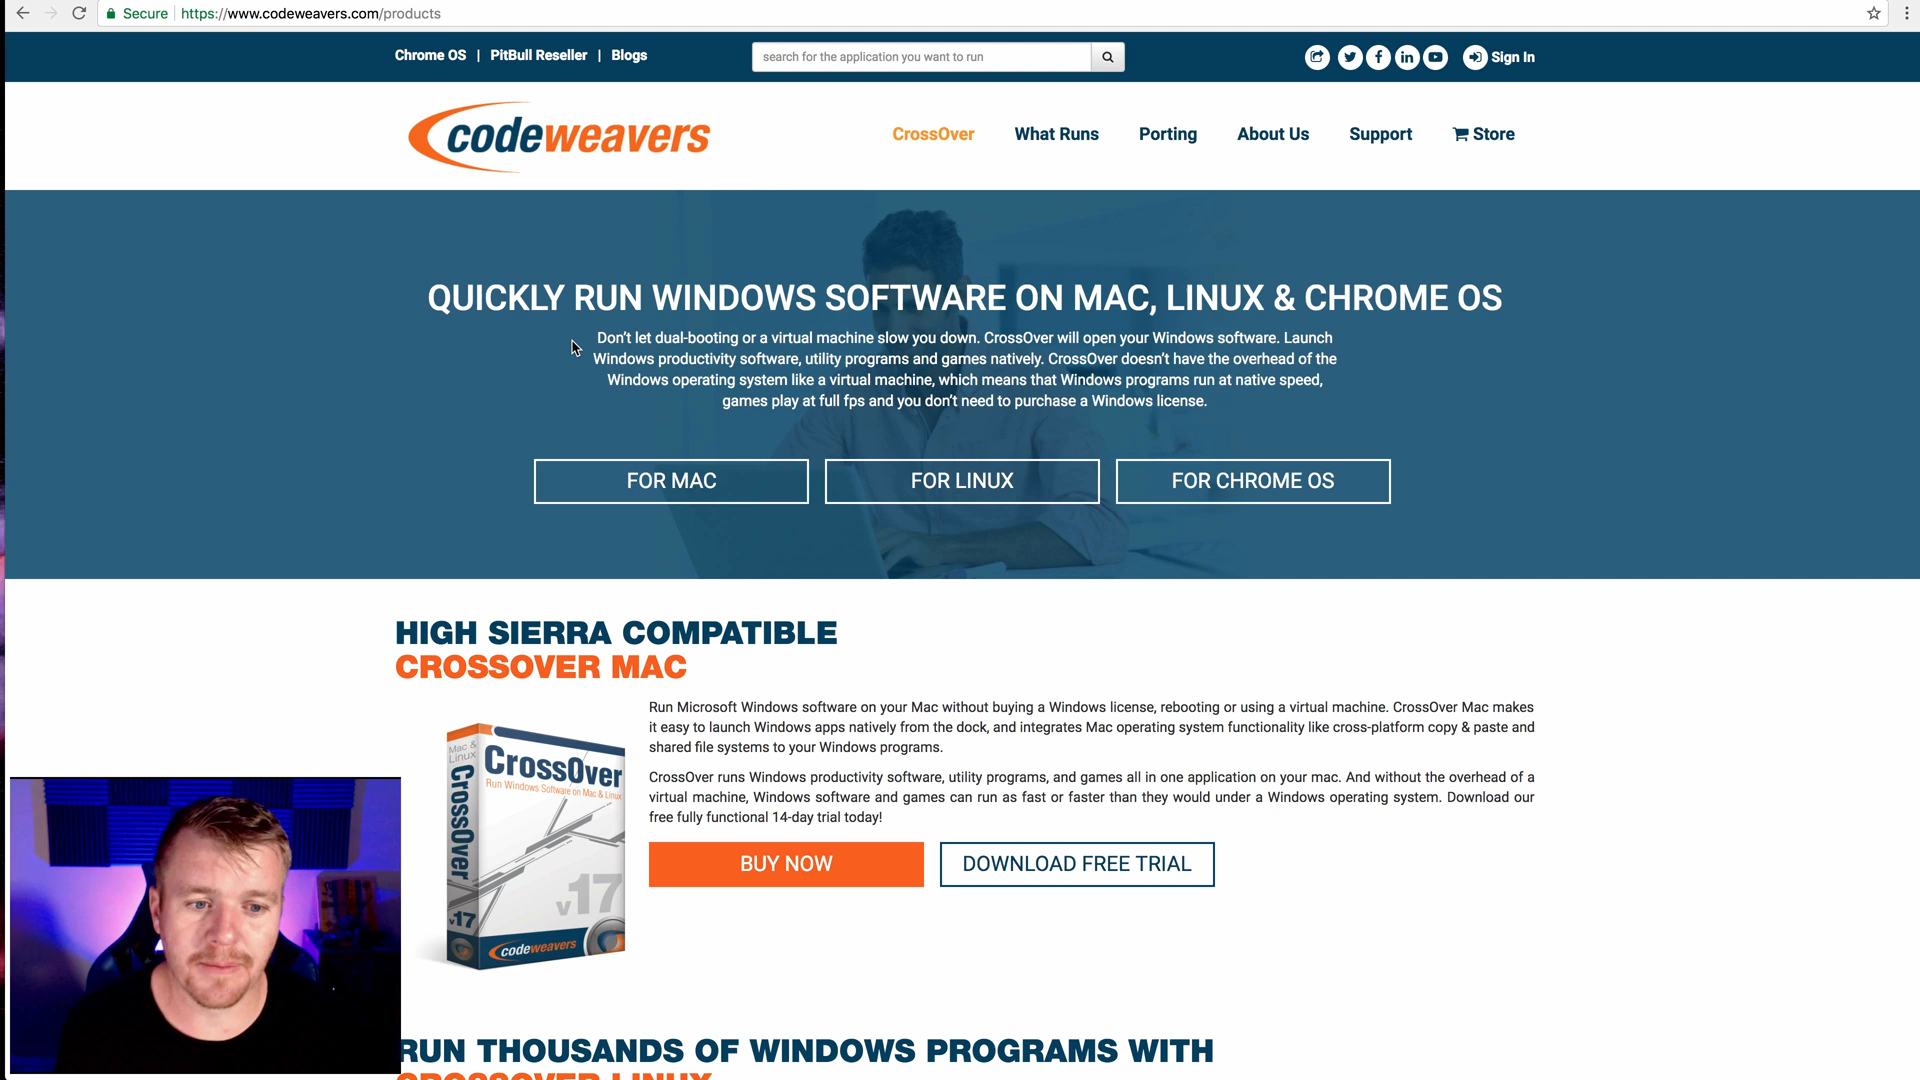 Secure https://www.codeweavers.com/products
Chrome OS | PitBull Reseller | Blogs
search for the application you want to run
Sign In
codeweavers
CrossOver What Runs Porting About Us Support Store
QUICKLY RUN WINDOWS SOFTWARE ON MAC, LINUX & CHROME OS
Don't let dual-booting or a virtual machine slow you down. CrossOver will open your Windows software. Launch
Windows productivity software, utility programs and games natively. CrossOver doesn't have the overhead of the
Windows operating system like a virtual machine, which means that Windows programs run at native speed,
games play at full fps and you don't need to purchase a Windows license.
FOR MAC
FOR LINUX
FOR CHROME OS
HIGH SIERRA COMPATIBLE
CROSSOVER MAC
Run Microsoft Windows software on your Mac without buying a Windows license, rebooting or using a virtual machine. CrossOver Mac makes
it easy to launch Windows apps natively from the dock, and integrates Mac operating system functionality like cross-platform copy & paste and
shared file systems to your Windows programs.
CrossOver runs Windows productivity software, utility programs, and games all in one application on your mac. And without the overhead of a
virtual machine, Windows software and games can run as fast or faster than they would under a Windows operating system. Download our
free fully functional 14-day trial today!
BUY NOW
DOWNLOAD FREE TRIAL
Mac &
Linux
CrossOver
v17
CrossOver
Run Windows Software on Mac & Linux
v17
codeweavers
RUN THOUSANDS OF WINDOWS PROGRAMS WITH
CROSSOVER LINUX